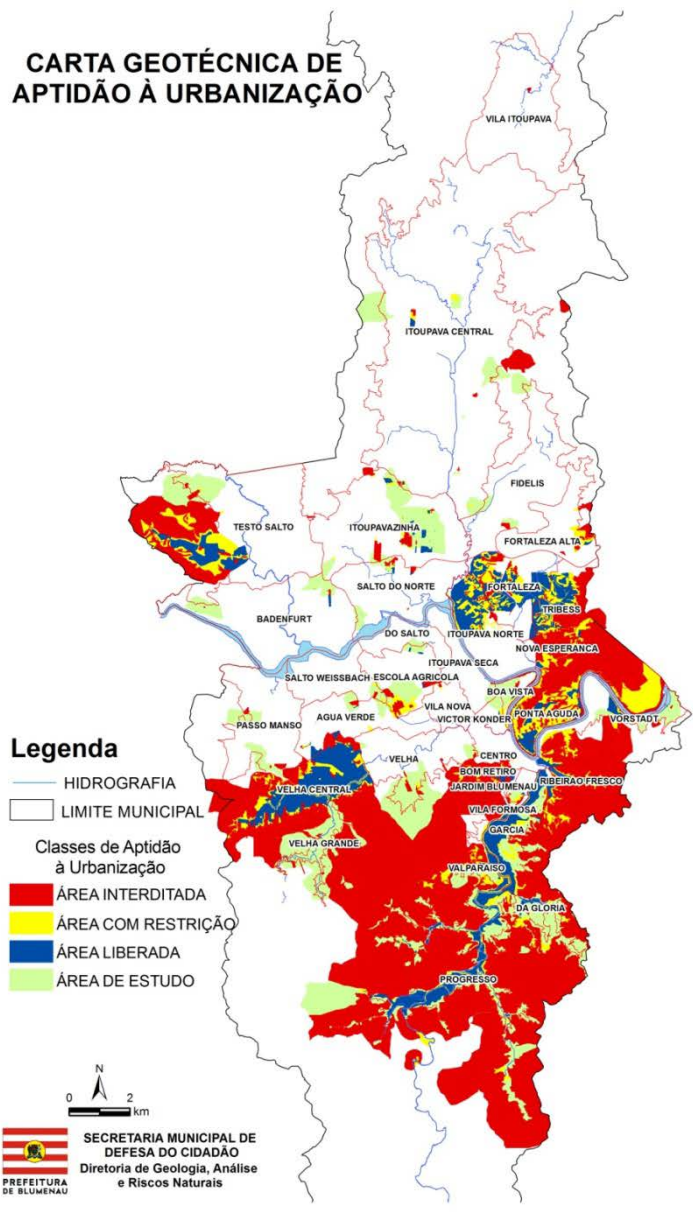 CARTA GEOTÉCNICA DE
APTIDÃO À URBANIZAÇÃO
VILA ITOUPAVA
ITOUPAVA CENTRAL
FIDELIS
TESTO SALTO
ITOUPAVAZINHA
FORTALEZA ALTA
SALTO DO NORTE
FORTALEZA
TRIBESS
BADENFURT
DO SALTO
ITOUPAVA NORTE
NOVA ESPERANCA
ITOUPAVA SECA
SALTO WEISSBACH
ESCOLA AGRICOLA
BOA VISTA
VILA NOVA
PONTA AGUDA
VORSTADT
PASSO MANSO
AGUA VERDE
VICTOR KONDER
VELHA
CENTRO
BOM RETIRO
RIBEIRAO FRESCO
VELHA CENTRAL
JARDIM BLUMENAU
VILA FORMOSA
GARCIA
VELHA GRANDE
VALPARAISO
DA GLORIA
PROGRESSO
Legenda
HIDROGRAFIA
LIMITE MUNICIPAL
Classes de Aptidão
à Urbanização
ÁREA INTERDITADA
ÁREA COM RESTRIÇÃO
ÁREA LIBERADA
ÁREA DE ESTUDO
N
0 2
km
PREFEITURA
DE BLUMENAU
SECRETARIA MUNICIPAL DE
DEFESA DO CIDADÃO
Diretoria de Geologia, Análise
e Riscos Naturais